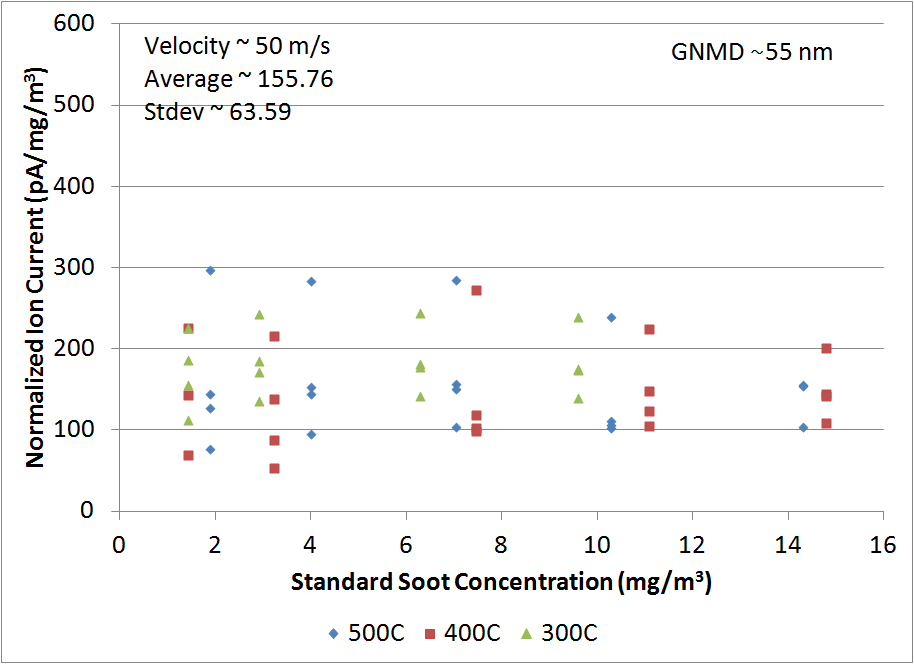 600
500
400
300
200
100
0
Normalized Ion Current (pA/mg/m³)
Velocity ~ 50 m/s
Average ~ 155.76
Stdev ~ 63.59
GNMD ~55 nm
0 2 4 6 8 10 12 14 16
Standard Soot Concentration (mg/m³)
500C 400C 300C